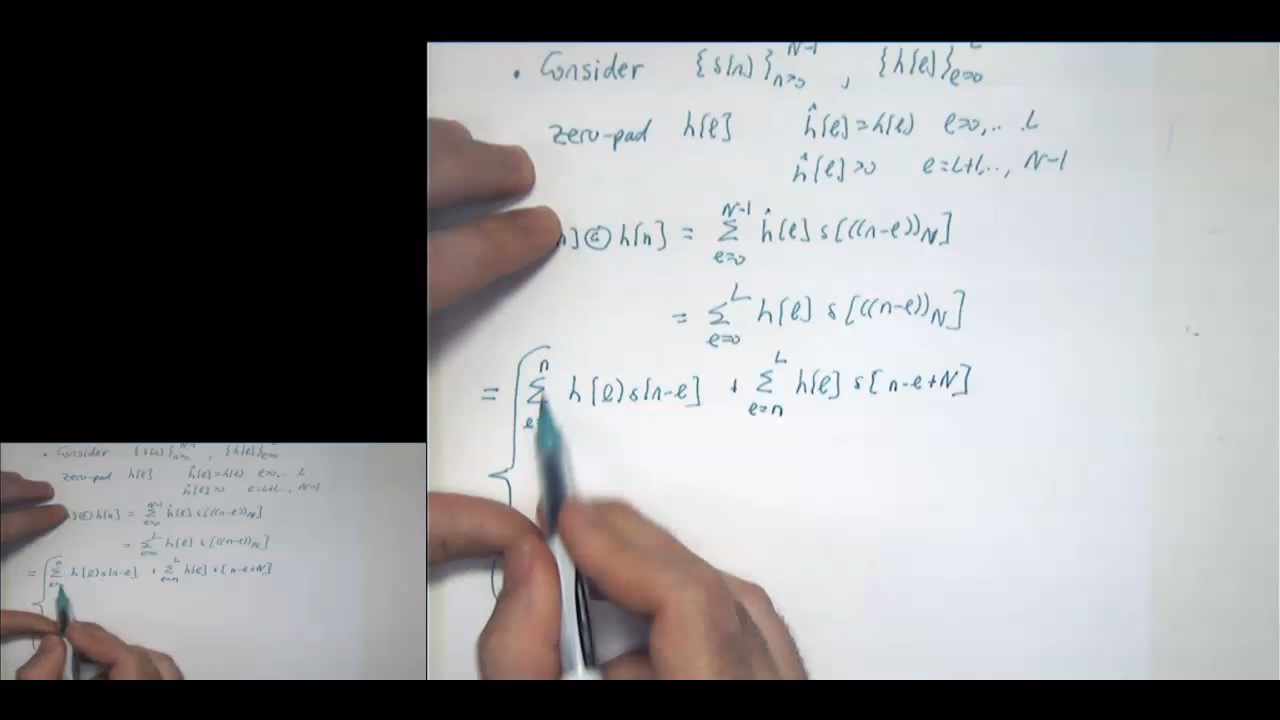 • Consider {s[n]}_{n=0}^{N-1} , {h[e]}_{e=0}^{L}
zero-pad h[e] ĥ[e] = h[e] e=0,.. L
ĥ[e]=0 e=L+1,.., N-1
n] © h[n] = Σ_{e=0}^{N-1} ĥ[e] s[((n-e))_N]
= Σ_{e=0}^{L} h[e] s[((n-e))_N]
= { Σ^{n} h[e] s[n-e] + Σ_{e=n}^{L} h[e] s[n-e+N]